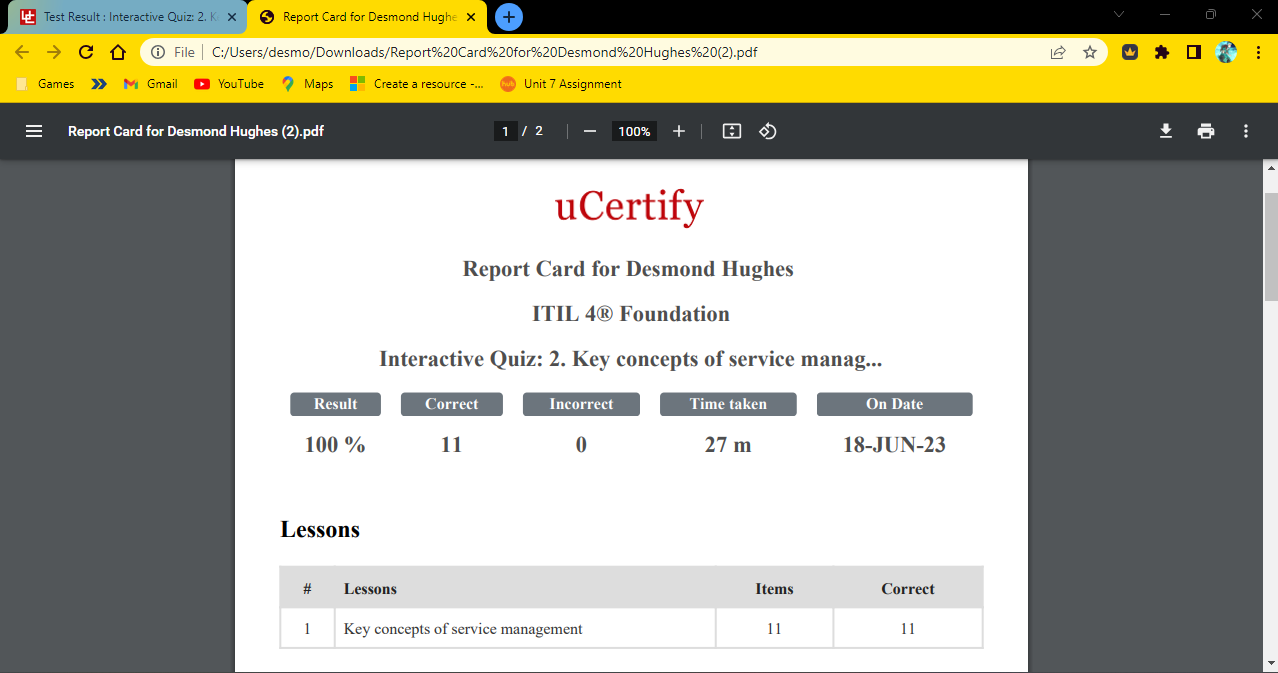 Test Result : Interactive Quiz: 2. K
Report Card for Desmond Hughe
File
C:/Users/desmo/Downloads/Report%20Card%20for%20Desmond%20Hughes%20(2).pdf
Games
Gmail
YouTube
Maps
Create a resource -...
hub
Unit 7 Assignment
Report Card for Desmond Hughes (2).pdf
1 / 2
100%
uCertify
Report Card for Desmond Hughes
ITIL 4® Foundation
Interactive Quiz: 2. Key concepts of service manag...
Result Correct Incorrect Time taken On Date
100 % 11 0 27 m 18-JUN-23
Lessons
# Lessons Items Correct
1 Key concepts of service management 11 11